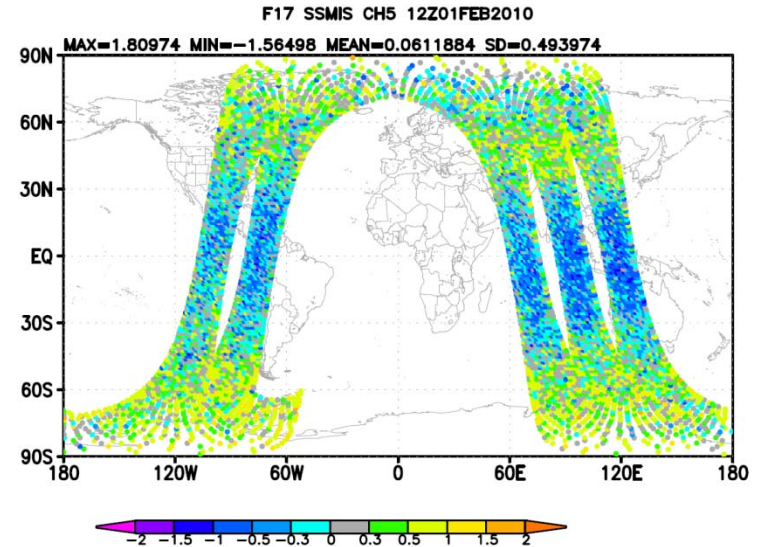 F17 SSMIS CH5 12Z01FEB2010
MAX=1.80974 MIN=-1.56498 MEAN=0.0611884 SD=0.493974
90N
60N
30N
EQ
30S
60S
90S
180 120W 60W 0 60E 120E 180
-2 -1.5 -1 -0.5 -0.3 0 0.3 0.5 1 1.5 2